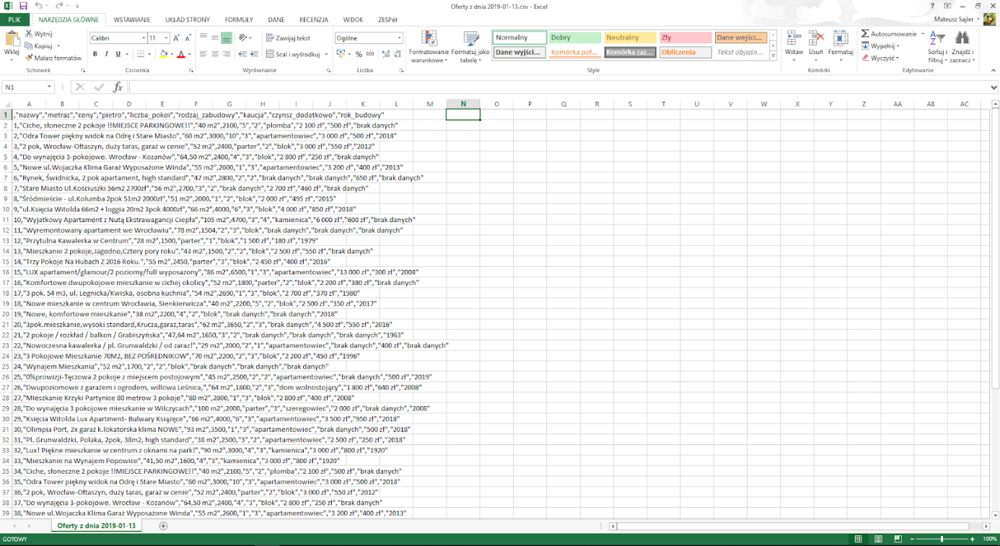 Oferty z dnia 2019-01-13.csv - Excel
PLIK NARZĘDZIA GŁÓWNE WSTAWIANIE UKŁAD STRONY FORMUŁY DANE RECENZJA WIDOK ZESPÓŁ Mateusz Sajler
Wklej
Wytnij
Kopiuj
Malarz formatów
Schowek
Calibri 11
B I U
Czcionka
Zawijaj tekst
Scal i wyśrodkuj
Wyrównanie
Ogólne
% 000
Liczba
Formatowanie warunkowe
Formatuj jako tabelę
Normalny Dobry Neutralny Zły Dane wejści...
Dane wyjści... Komórka poł... Komórka zaz... Obliczenia Tekst objaśn...
Style
Wstaw Usuń Formatuj
Komórki
Autosumowanie
Wypełnij
Wyczyść
Sortuj i filtruj
Znajdź i zaznacz
Edytowanie
N1
A B C D E F G H I J K L M N O P Q R S T U V W X Y Z AA AB AC
1 ,"nazwy","metraz","ceny","pietro","liczba_pokoi","rodzaj_zabudowy","kaucja","czynsz_dodatkowo","rok_budowy"
2 1,"Ciche, słoneczne 2 pokoje !!MIEJSCE PARKINGOWE!!","40 m2",2100,"5","2","plomba","2 100 zł","500 zł","brak danych"
3 2,"Odra Tower piękny widok na Odrę i Stare Miasto","60 m2",3000,"10","3","apartamentowiec","3 000 zł","500 zł","2018"
4 3,"2 pok, Wrocław-Ołtaszyn, duży taras, garaż w cenie","52 m2",2400,"parter","2","blok","3 000 zł","550 zł","2012"
5 4,"Do wynajęcia 3-pokojowe. Wrocław - Kozanów","64,50 m2",2400,"4","3","blok","2 800 zł","250 zł","brak danych"
6 5,"Nowe ul.Wojaczka Klima Garaż Wyposażone Winda","55 m2",2600,"1","3","apartamentowiec","3 200 zł","400 zł","2013"
7 6,"Rynek, Świdnicka, 2 pok apartament, high standard","47 m2",2800,"2","2","brak danych","brak danych","650 zł","brak danych"
8 7,"Stare Miasto Ul.Kościuszki 56m2 2700zł","56 m2",2700,"3","2","brak danych","2 700 zł","460 zł","brak danych"
9 8,"Śródmieście - ul.Kolumba 2pok 51m2 2000zł","51 m2",2000,"1","2","blok","2 000 zł","495 zł","2015"
10 9,"ul.Księcia Witolda 66m2 + loggia 20m2 3pok 4000zł","66 m2",4000,"6","3","blok","4 000 zł","850 zł","2018"
11 10,"Wyjatkowy Apartament z Nutą Ekstrawagancji Ciepła","105 m2",4700,"3","4","kamienica","6 000 zł","600 zł","brak danych"
12 11,"Wyremontowany apartament we Wrocławiu","78 m2",1504,"2","3","blok","brak danych","brak danych","brak danych"
13 12,"Przytulna Kawalerka w Centrum","28 m2",1500,"parter","1","blok","1 500 zł","180 zł","1979"
14 13,"Mieszkanie 2 pokoje,Jagodno,Cztery pory roku","43 m2",1500,"2","2","blok","2 500 zł","550 zł","brak danych"
15 14,"Trzy Pokoje Na Hubach Z 2016 Roku.","55 m2",2450,"parter","3","blok","2 450 zł","400 zł","2016"
16 15,"LUX apartament/glamour/2 poziomy/full wyposazony","86 m2",6500,"1","3","apartamentowiec","13 000 zł","300 zł","2008"
17 16,"Komfortowe dwupokojowe mieszkanie w cichej okolicy","52 m2",1800,"parter","2","blok","2 200 zł","380 zł","brak danych"
18 17,"3 pok. 54 m3, ul. Legnicka/Kwiska, osobna kuchnia","54 m2",2690,"1","3","blok","2 700 zł","370 zł","1980"
19 18,"Nowe mieszkanie w centrum Wrocławia, Sienkierwicza","40 m2",2200,"5","2","blok","2 500 zł","350 zł","2017"
20 19,"Nowe, komfortowe mieszkanie","38 m2",2200,"4","2","blok","brak danych","brak danych","2018"
21 20,"3pok.mieszkanie,wysoki standard,Krucza,garaż,taras","62 m2",3650,"2","3","brak danych","4 500 zł","550 zł","2016"
22 21,"2 pokoje / rozkład / balkon / Grabiszyńska","47,64 m2",1650,"3","2","brak danych","brak danych","brak danych","1963"
23 22,"Nowoczesna kawalerka / pl. Grunwaldzki / od zaraz!","29 m2",2000,"2","1","apartamentowiec","brak danych","400 zł","brak danych"
24 23,"3 Pokojowe Mieszkanie 70M2, BEZ POŚREDNIKOW","70 m2",2200,"2","3","blok","2 200 zł","450 zł","1996"
25 24,"Wynajem Mieszkania","52 m2",1700,"2","2","blok","brak danych","brak danych","brak danych"
26 25,"0%prowizji-Tęczowa 2 pokoje z miejscem postojowym","45 m2",2500,"2","2","apartamentowiec","brak danych","500 zł","2019"
27 26,"Dwupoziomowe z garażem i ogrodem, willowa Leśnica,","64 m2",1800,"2","3","dom wolnostojący","1 800 zł","640 zł","2008"
28 27,"MIeszkanie Krzyki Partynice 80 metrow 3 pokoje","80 m2",2800,"1","3","blok","2 800 zł","400 zł","2008"
29 28,"Do wynajęcia 3 pokojowe mieszkanie w Wilczycach","100 m2",2000,"parter","3","szeregowiec","2 000 zł","brak danych","2008"
30 29,"Księcia Witolda Lux Apartment- Bulwary Książęce","66 m2",4000,"6","3","apartamentowiec","3 500 zł","950 zł","2018"
31 30,"Olimpia Port, 2x garaż k.lokatorska klima NOWE","93 m2",3500,"1","3","apartamentowiec","brak danych","500 zł","2018"
32 31,"Pl. Grunwaldzki, Polaka, 2pok, 38m2, high standard","38 m2",2500,"3","2","apartamentowiec","2 500 zł","250 zł","2018"
33 32,"Lux! Piękne mieszkanie w centrum z oknami na park!","90 m2",3000,"4","3","kamienica","3 000 zł","800 zł","1920"
34 33,"Mieszkanie na Wynajem Popowice","41,50 m2",1600,"4","3","kamienica","3 000 zł","800 zł","1920"
35 34,"Ciche, słoneczne 2 pokoje !!MIEJSCE PARKINGOWE!!","40 m2",2100,"5","2","plomba","2 100 zł","500 zł","brak danych"
36 35,"Odra Tower piękny widok na Odrę i Stare Miasto","60 m2",3000,"10","3","apartamentowiec","3 000 zł","500 zł","2018"
37 36,"2 pok, Wrocław-Ołtaszyn, duży taras, garaż w cenie","52 m2",2400,"parter","2","blok","3 000 zł","550 zł","2012"
38 37,"Do wynajęcia 3-pokojowe. Wrocław - Kozanów","64,50 m2",2400,"4","3","blok","2 800 zł","250 zł","brak danych"
39 38,"Nowe ul.Wojaczka Klima Garaż Wyposażone Winda","55 m2",2600,"1","3","apartamentowiec","3 200 zł","400 zł","2013"
Oferty z dnia 2019-01-13
GOTOWY 100%